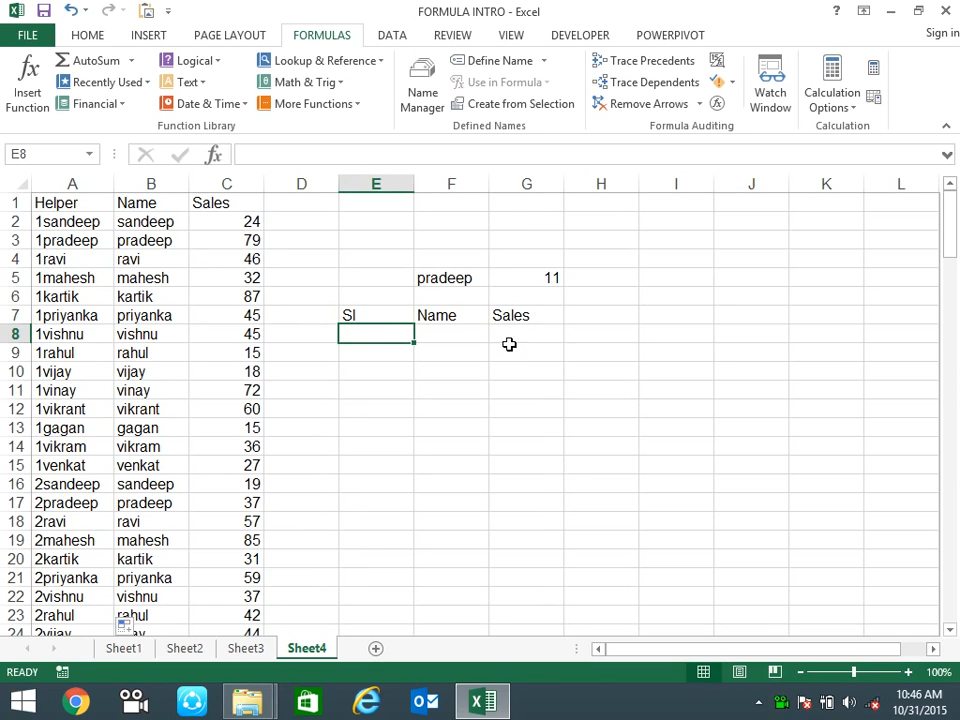 FORMULA INTRO - Excel
?
FILE HOME INSERT PAGE LAYOUT FORMULAS DATA REVIEW VIEW DEVELOPER POWERPIVOT Sign in
fx Insert Function
Σ AutoSum
Recently Used
Financial
Logical
Text
Date & Time
Lookup & Reference
Math & Trig
More Functions
Function Library
Name Manager
Define Name
Use in Formula
Create from Selection
Defined Names
Trace Precedents
Trace Dependents
Remove Arrows
Formula Auditing
Watch Window
Calculation Options
Calculation
E8 fx
A B C D E F G H I J K L
1 Helper Name Sales
2 1sandeep sandeep 24
3 1pradeep pradeep 79
4 1ravi ravi 46
5 1mahesh mahesh 32 pradeep 11
6 1kartik kartik 87
7 1priyanka priyanka 45 Sl Name Sales
8 1vishnu vishnu 45
9 1rahul rahul 15
10 1vijay vijay 18
11 1vinay vinay 72
12 1vikrant vikrant 60
13 1gagan gagan 15
14 1vikram vikram 36
15 1venkat venkat 27
16 2sandeep sandeep 19
17 2pradeep pradeep 37
18 2ravi ravi 57
19 2mahesh mahesh 85
20 2kartik kartik 31
21 2priyanka priyanka 59
22 2vishnu vishnu 37
23 2rahul rahul 42
24 2vijay 44
Sheet1 Sheet2 Sheet3 Sheet4
READY 100%
10:46 AM
10/31/2015